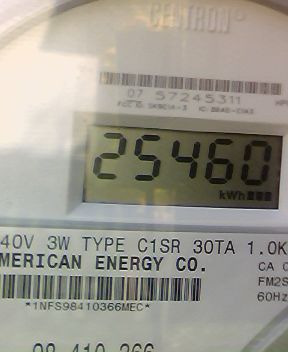 CENTRON®
07 57245311
25460
kWh
40V 3W TYPE C1SR 30TA 1.0K
MERICAN ENERGY CO.
CA 0
FM2S
60Hz
*1NFS98410366MEC*
98 410 366